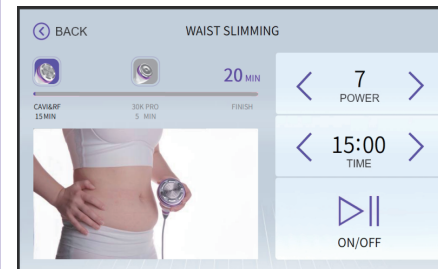 BACK
WAIST SLIMMING
20 MIN
CAVI&RF
15MIN
30K PRO
5 MIN
FINISH
7
POWER
15:00
TIME
ON/OFF